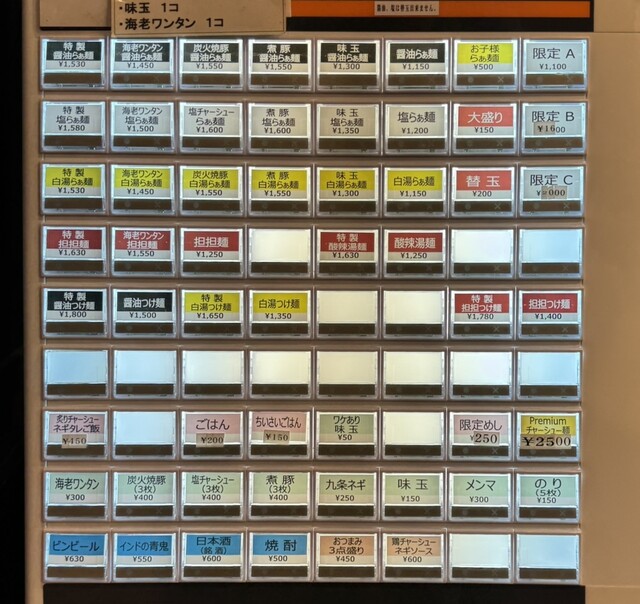 ・味玉 1コ
・海老ワンタン 1コ
醤油、塩は替玉出来ません。
特製
醤油らぁ麺
¥1,530
海老ワンタン
醤油らぁ麺
¥1,450
炭火焼豚
醤油らぁ麺
¥1,550
煮豚
醤油らぁ麺
¥1,550
味玉
醤油らぁ麺
¥1,300
醤油らぁ麺
¥1,150
お子様
らぁ麺
¥500
限定A
¥1,100
特製
塩らぁ麺
¥1,580
海老ワンタン
塩らぁ麺
¥1,500
塩チャーシュー
らぁ麺
¥1,600
煮豚
塩らぁ麺
¥1,600
味玉
塩らぁ麺
¥1,350
塩らぁ麺
¥1,200
大盛り
¥150
限定B
¥1600
特製
白湯らぁ麺
¥1,530
海老ワンタン
白湯らぁ麺
¥1,450
炭火焼豚
白湯らぁ麺
¥1,550
煮豚
白湯らぁ麺
¥1,550
味玉
白湯らぁ麺
¥1,300
白湯らぁ麺
¥1,150
替玉
¥200
限定C
特製
担担麺
¥1,630
海老ワンタン
担担麺
¥1,550
担担麺
¥1,250
特製
酸辣湯麺
¥1,630
酸辣湯麺
¥1,250
特製
醤油つけ麺
¥1,800
醤油つけ麺
¥1,500
特製
白湯つけ麺
¥1,650
白湯つけ麺
¥1,350
特製
担担つけ麺
¥1,780
担担つけ麺
¥1,400
炙りチャーシュー
ネギタレご飯
¥450
ごはん
¥200
ちいさいごはん
¥150
ワケあり
味玉
¥50
限定めし
¥250
Premium
チャーシュー麺
¥2500
海老ワンタン
¥300
炭火焼豚
(3枚)
¥400
塩チャーシュー
(3枚)
¥400
煮豚
(3枚)
¥400
九条ネギ
¥250
味玉
¥150
メンマ
¥300
のり
(5枚)
¥150
ビンビール
¥630
インドの青鬼
¥550
日本酒
(銘酒)
¥600
焼酎
¥500
おつまみ
3点盛り
¥450
鶏チャーシュー
ネギソース
¥600